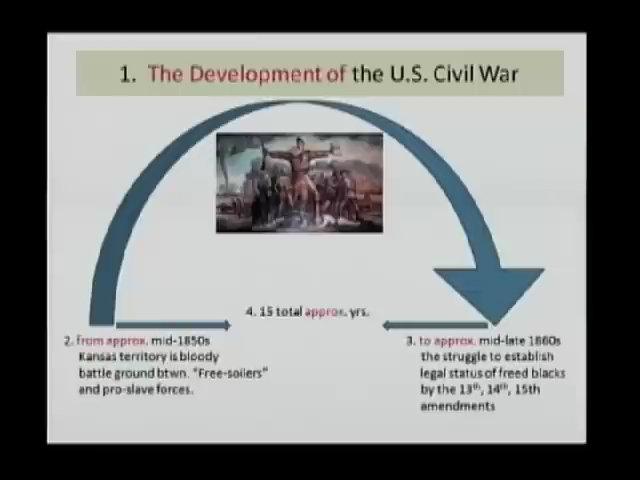 1. The Development of the U.S. Civil War
4. 15 total approx. yrs.
2. from approx. mid-1850s
Kansas territory is bloody
battle ground btwn. "Free-soilers"
and pro-slave forces.
3. to approx. mid-late 1860s
the struggle to establish
legal status of freed blacks
by the 13th, 14th, 15th
amendments